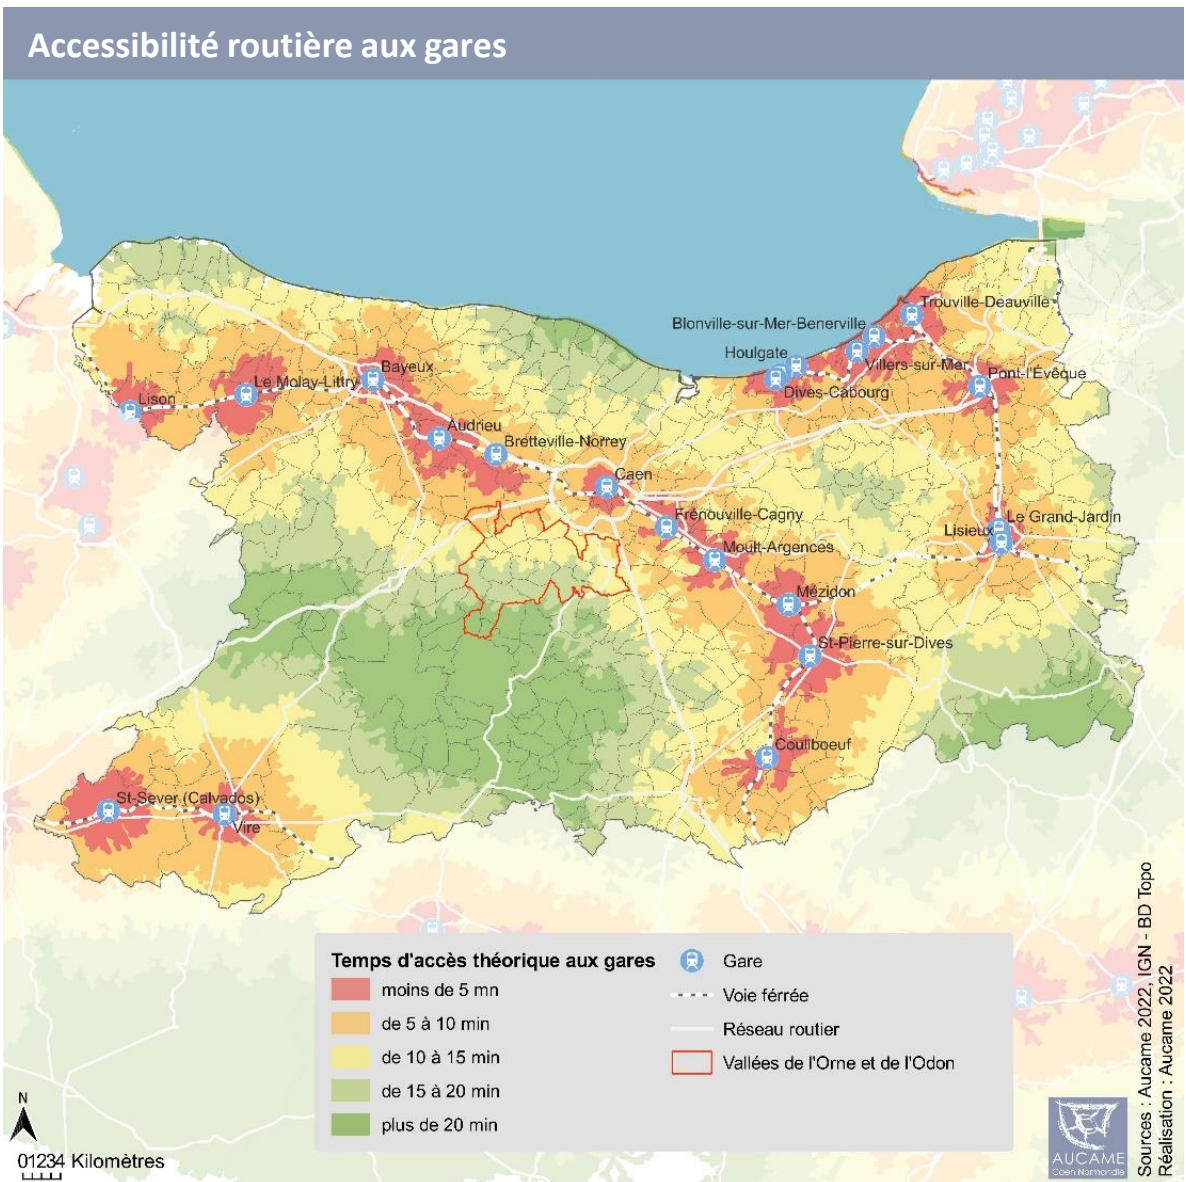 Accessibilité routière aux gares
Trouville-Deauville
Blonville-sur-Mer-Benerville
Houlgate
Villers-sur-Mer
Pont-l'Évêque
Dives-Cabourg
Bayeux
Le Molay-Littry
Lison
Audrieu
Bretteville-Norrey
Caen
Frénouville-Cagny
Le Grand-Jardin
Lisieux
Moult-Argences
Mézidon
St-Pierre-sur-Dives
Couliboeuf
St-Sever (Calvados)
Vire
Temps d'accès théorique aux gares
moins de 5 mn
de 5 à 10 min
de 10 à 15 min
de 15 à 20 min
plus de 20 min
Gare
Voie férrée
Réseau routier
Vallées de l'Orne et de l'Odon
N
01234 Kilomètres
AUCAME
Caen Normandie
Sources : Aucame 2022, IGN - BD Topo
Réalisation : Aucame 2022